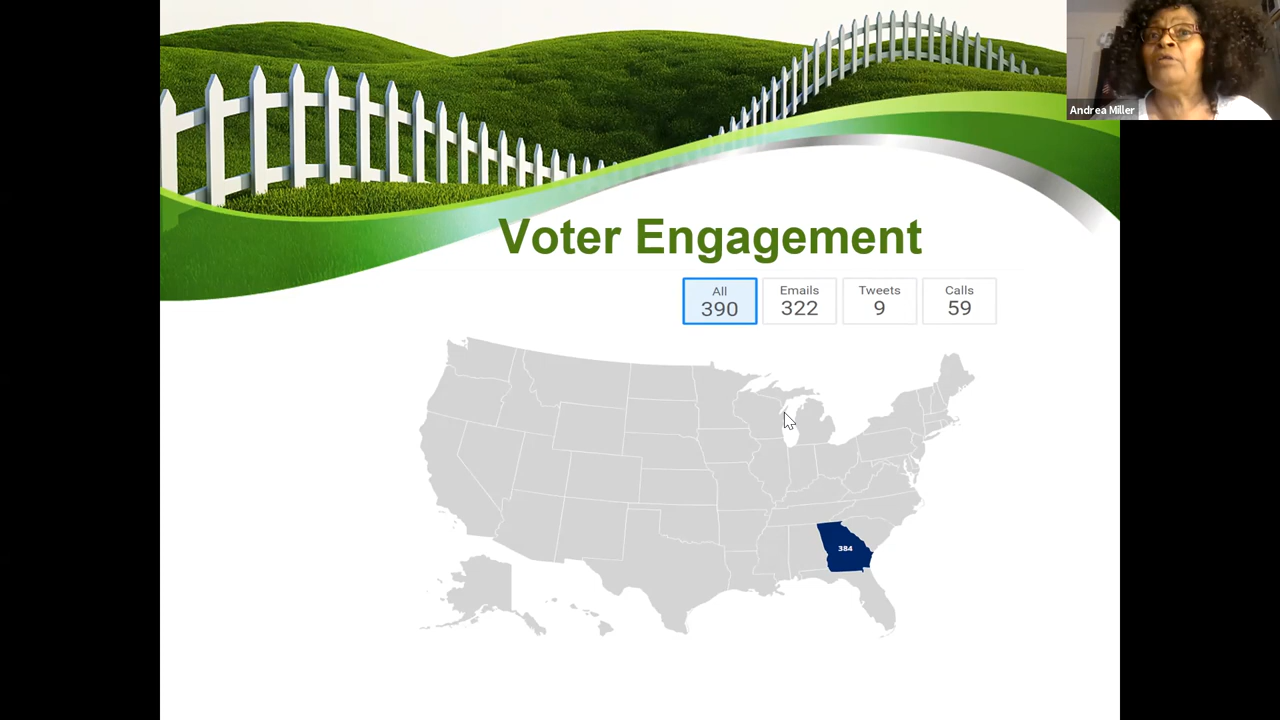 Andrea Miller
Voter Engagement
All Emails Tweets Calls
390 322 9 59
384